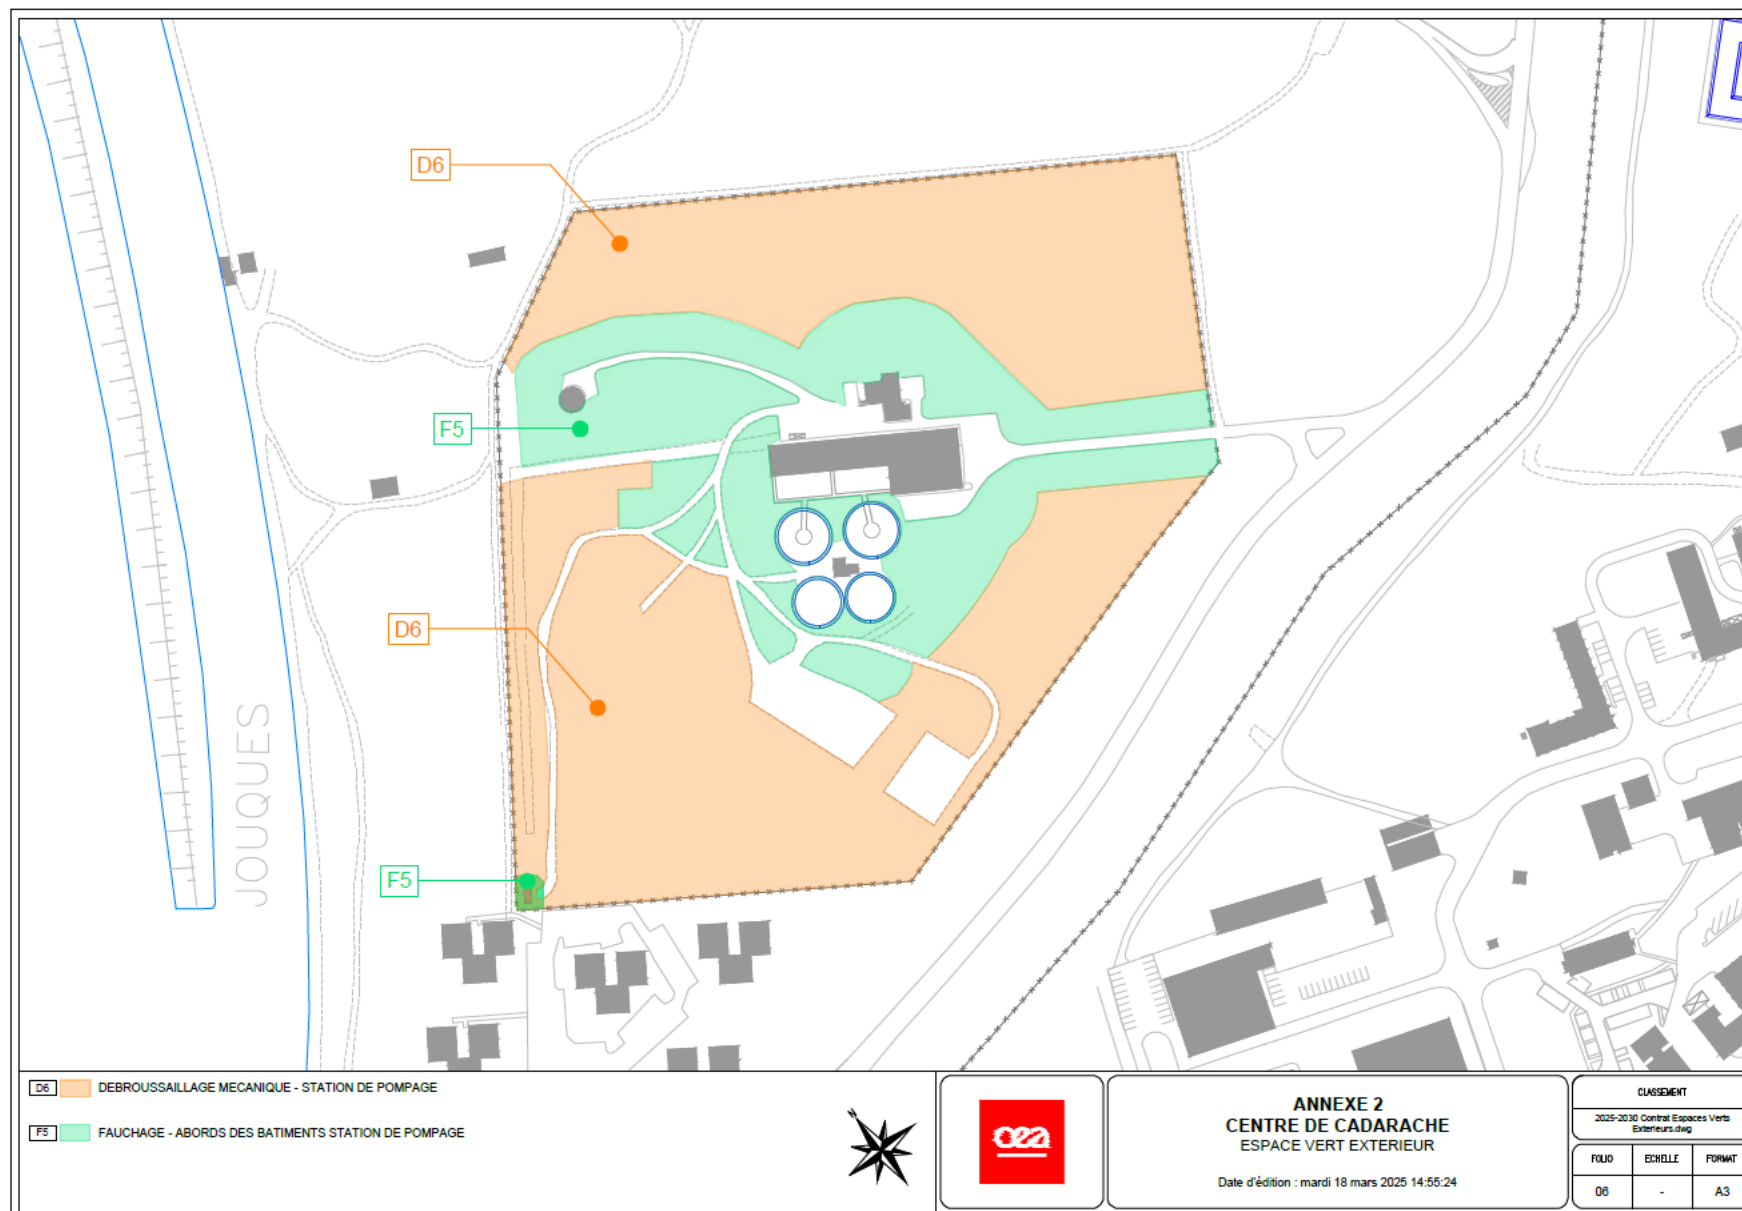 D6
F5
D6
F5
JOUQUES
D6 DEBROUSSAILLAGE MECANIQUE - STATION DE POMPAGE
F5 FAUCHAGE - ABORDS DES BATIMENTS STATION DE POMPAGE
cea
ANNEXE 2
CENTRE DE CADARACHE
ESPACE VERT EXTERIEUR
Date d'édition : mardi 18 mars 2025 14:55:24
CLASSEMENT
2025-2030 Contrat Espaces Verts
Exterieurs.dwg
FOLIO ECHELLE FORMAT
06 - A3